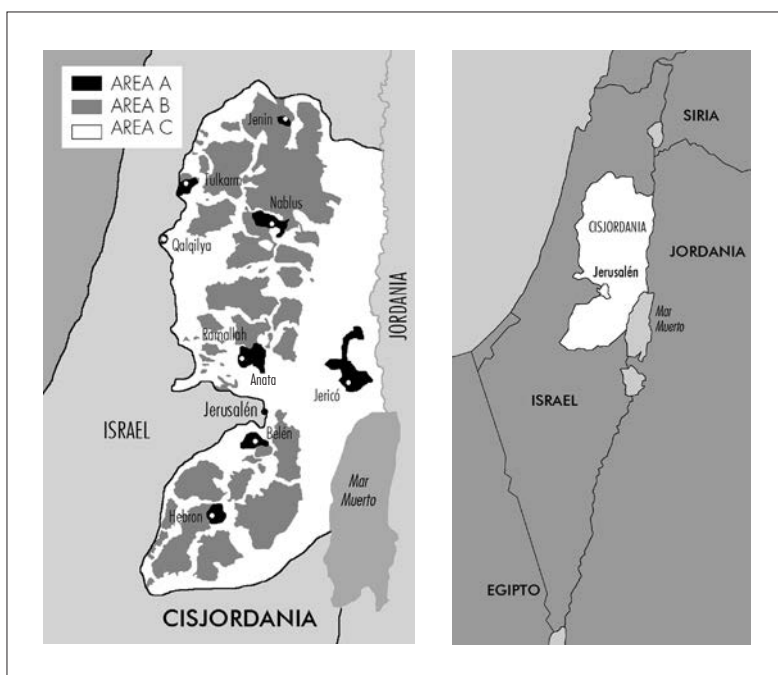 AREA A
AREA B
AREA C
Jenín
Tulkarm
Nablus
Qalqilya
JORDANIA
Ramallah
Anata
Jericó
Jerusalén
ISRAEL
Belén
Mar
Muerto
Hebron
CISJORDANIA
SIRIA
CISJORDANIA
JORDANIA
Jerusalén
Mar
Muerto
ISRAEL
EGIPTO